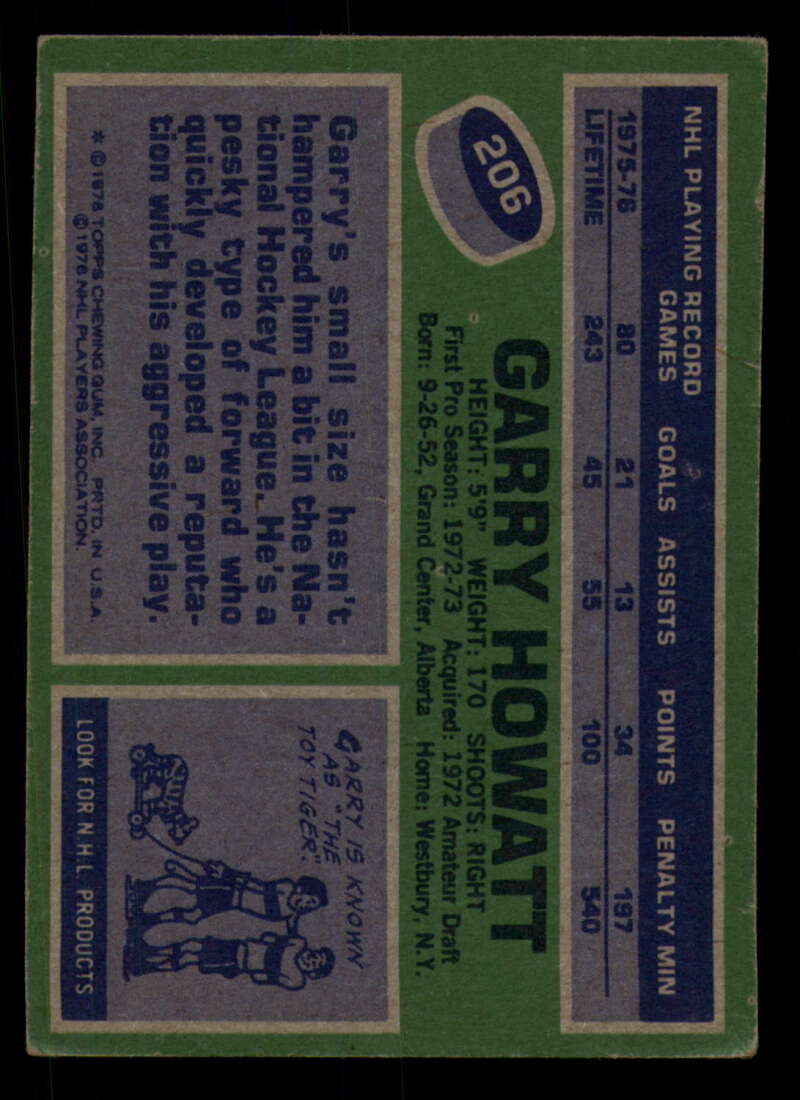 NHL PLAYING RECORD
GAMES GOALS ASSISTS POINTS PENALTY MIN
1975-76 80 21 13 34 197
LIFETIME 243 45 55 100 540
206
GARRY HOWATT
HEIGHT: 5'9" WEIGHT: 170 SHOOTS: RIGHT
First Pro Season: 1972-73 Acquired: 1972 Amateur Draft
Born: 9-26-52, Grand Center, Alberta Home: Westbury, N.Y.
Garry's small size hasn't
hampered him a bit in the Na-
tional Hockey League. He's a
pesky type of forward who
quickly developed a reputa-
tion with his aggressive play.
* © 1976 TOPPS CHEWING GUM, INC. PRTD. IN U.S.A.
© 1976 NHL PLAYERS ASSOCIATION.
GARRY IS KNOWN
AS "THE
TOY TIGER."
LOOK FOR N.H.L. PRODUCTS